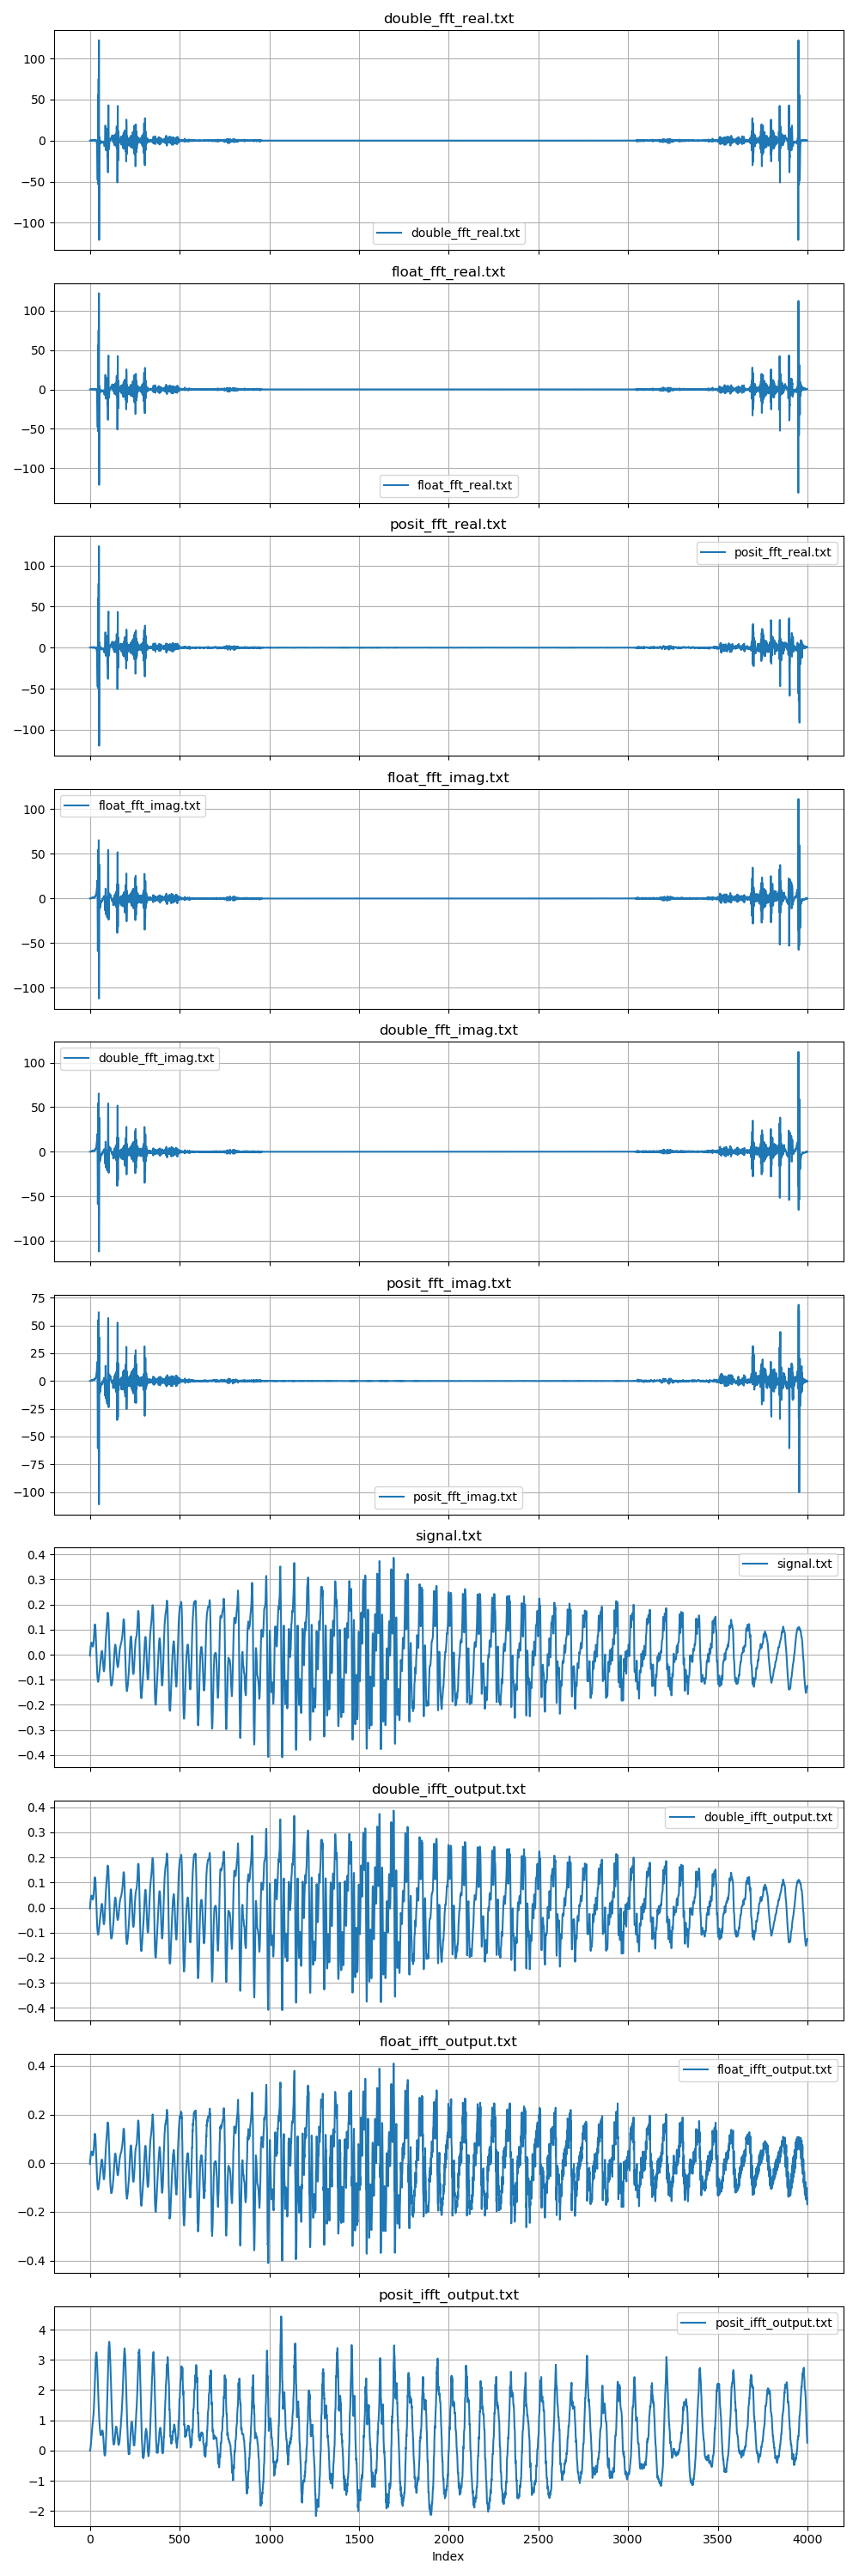 double_fft_real.txt
100
50
0
−50
−100
double_fft_real.txt
float_fft_real.txt
100
50
0
−50
−100
float_fft_real.txt
posit_fft_real.txt
posit_fft_real.txt
100
50
0
−50
−100
float_fft_imag.txt
float_fft_imag.txt
100
50
0
−50
−100
double_fft_imag.txt
double_fft_imag.txt
100
50
0
−50
−100
posit_fft_imag.txt
75
50
25
0
−25
−50
−75
−100
posit_fft_imag.txt
signal.txt
signal.txt
0.4
0.3
0.2
0.1
0.0
−0.1
−0.2
−0.3
−0.4
double_ifft_output.txt
double_ifft_output.txt
0.4
0.3
0.2
0.1
0.0
−0.1
−0.2
−0.3
−0.4
float_ifft_output.txt
float_ifft_output.txt
0.4
0.2
0.0
−0.2
−0.4
posit_ifft_output.txt
posit_ifft_output.txt
4
3
2
1
0
−1
−2
0 500 1000 1500 2000 2500 3000 3500 4000
Index